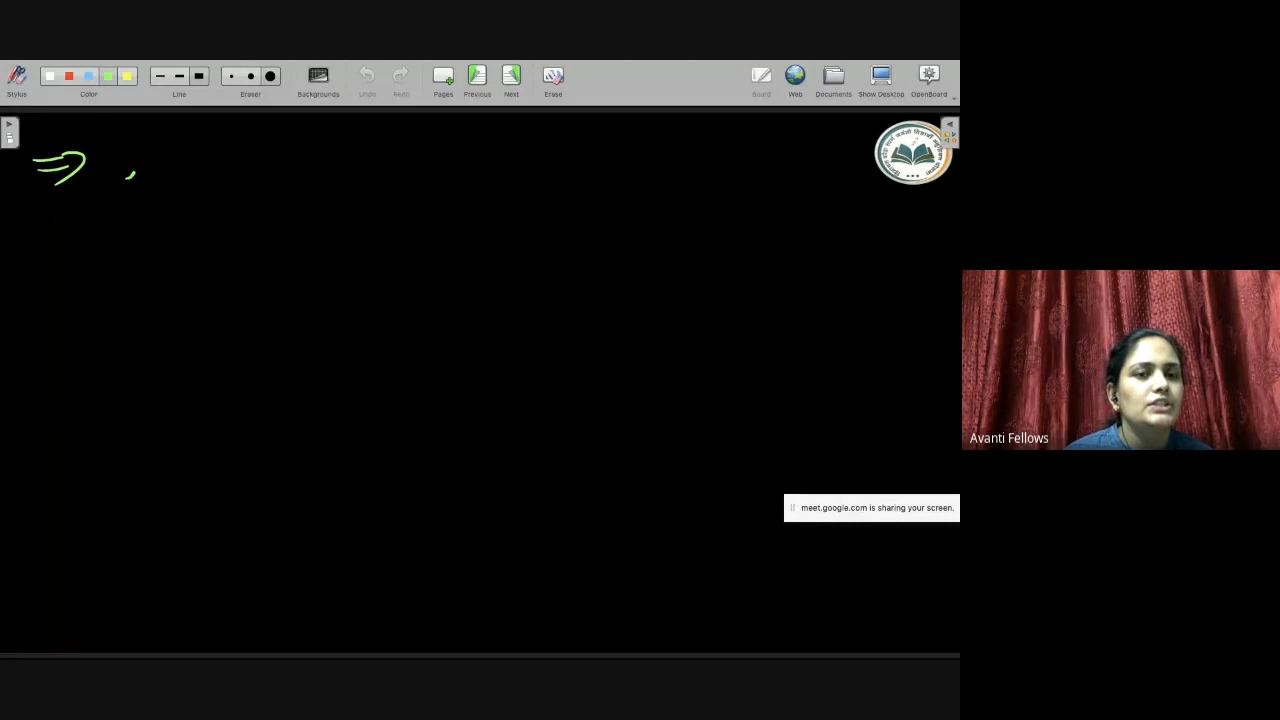 Stylus Color Line Eraser Backgrounds Undo Redo Pages Previous Next Erase Board Web Documents Show Desktop OpenBoard
⇒
Avanti Fellows
meet.google.com is sharing your screen.